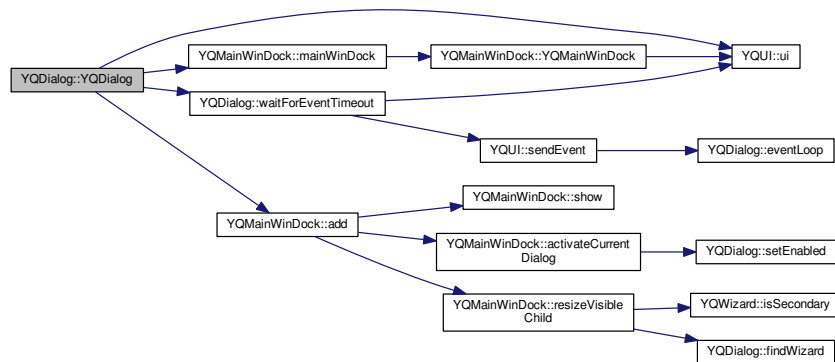 YQDialog::YQDialog
YQMainWinDock::mainWinDock
YQMainWinDock::YQMainWinDock
YQUI::ui
YQDialog::waitForEventTimeout
YQUI::sendEvent
YQDialog::eventLoop
YQMainWinDock::add
YQMainWinDock::show
YQMainWinDock::activateCurrent
Dialog
YQDialog::setEnabled
YQMainWinDock::resizeVisible
Child
YQWizard::isSecondary
YQDialog::findWizard